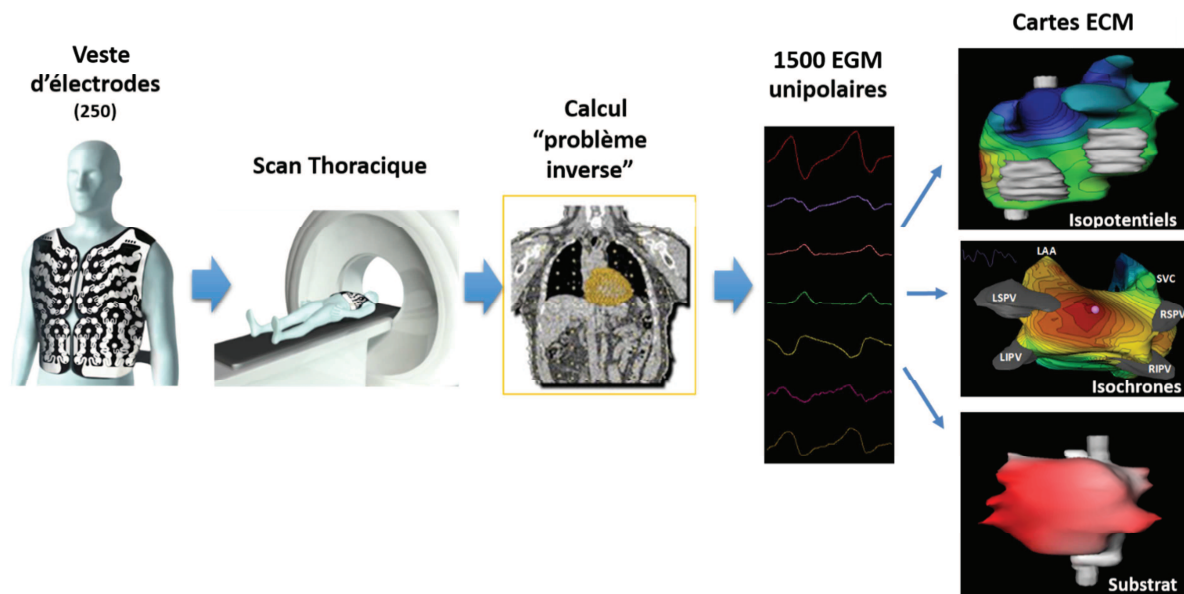 Veste
d'électrodes
(250)
Scan Thoracique
Calcul
"problème
inverse"
1500 EGM
unipolaires
Cartes ECM
Isopotentiels
LAA
SVC
LSPV
RSPV
LIPV
RIPV
Isochrones
Substrat